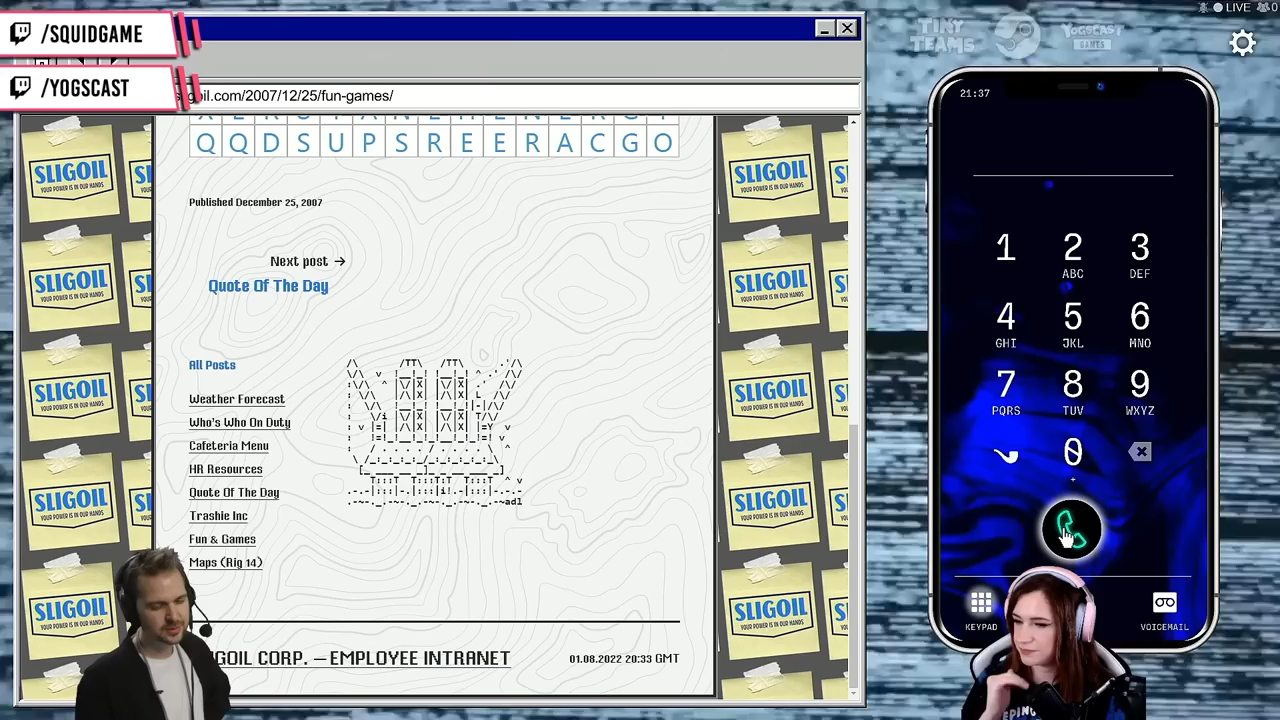 /SQUIDGAME
/YOGSCAST
TINY TEAMS
YOGSCAST GAMES
LIVE
0
goil.com/2007/12/25/fun-games/
QQDSUPSREERACGO
Published December 25, 2007
Next post →
Quote Of The Day
All Posts
Weather Forecast
Who's Who On Duty
Cafeteria Menu
HR Resources
Quote Of The Day
Trashie Inc
Fun & Games
Maps (Rig 14)
GOIL CORP. — EMPLOYEE INTRANET
01.08.2022 20:33 GMT
SLIGOIL
YOUR POWER IS IN OUR HANDS
21:37
1
2
ABC
3
DEF
4
GHI
5
JKL
6
MNO
7
PQRS
8
TUV
9
WXYZ
0
+
KEYPAD
VOICEMAIL